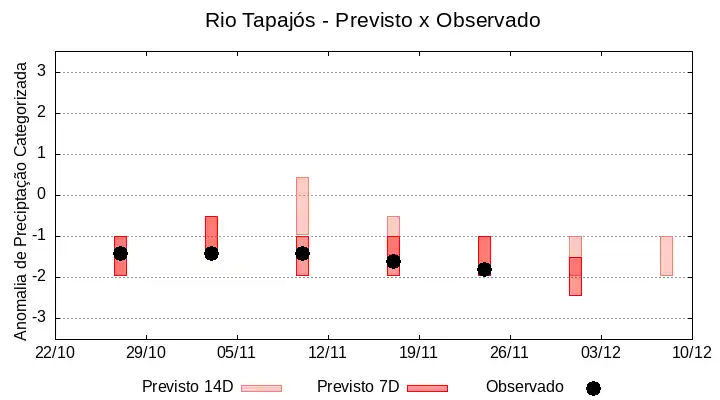 Rio Tapajós - Previsto x Observado
Anomalia de Preciptação Categorizada
3
2
1
0
-1
-2
-3
22/10 29/10 05/11 12/11 19/11 26/11 03/12 10/12
Previsto 14D Previsto 7D Observado